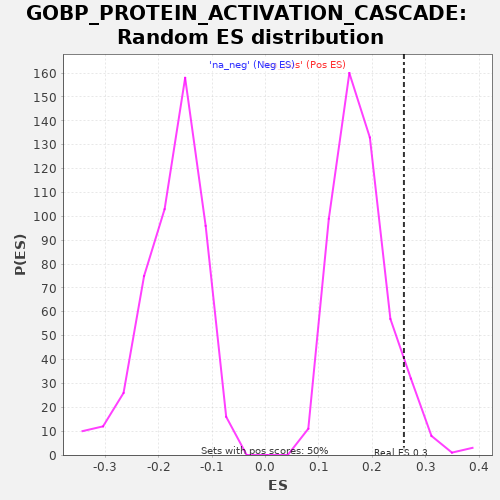 GOBP_PROTEIN_ACTIVATION_CASCADE:
Random ES distribution
'na_neg' (Neg ES)s' (Pos ES)
160
150
140
130
120
110
100
90
80
70
60
50
40
30
20
10
0
P(ES)
Sets with pos scores: 50%
Real ES 0.3
-0.3 -0.2 -0.1 0.0 0.1 0.2 0.3 0.4
ES